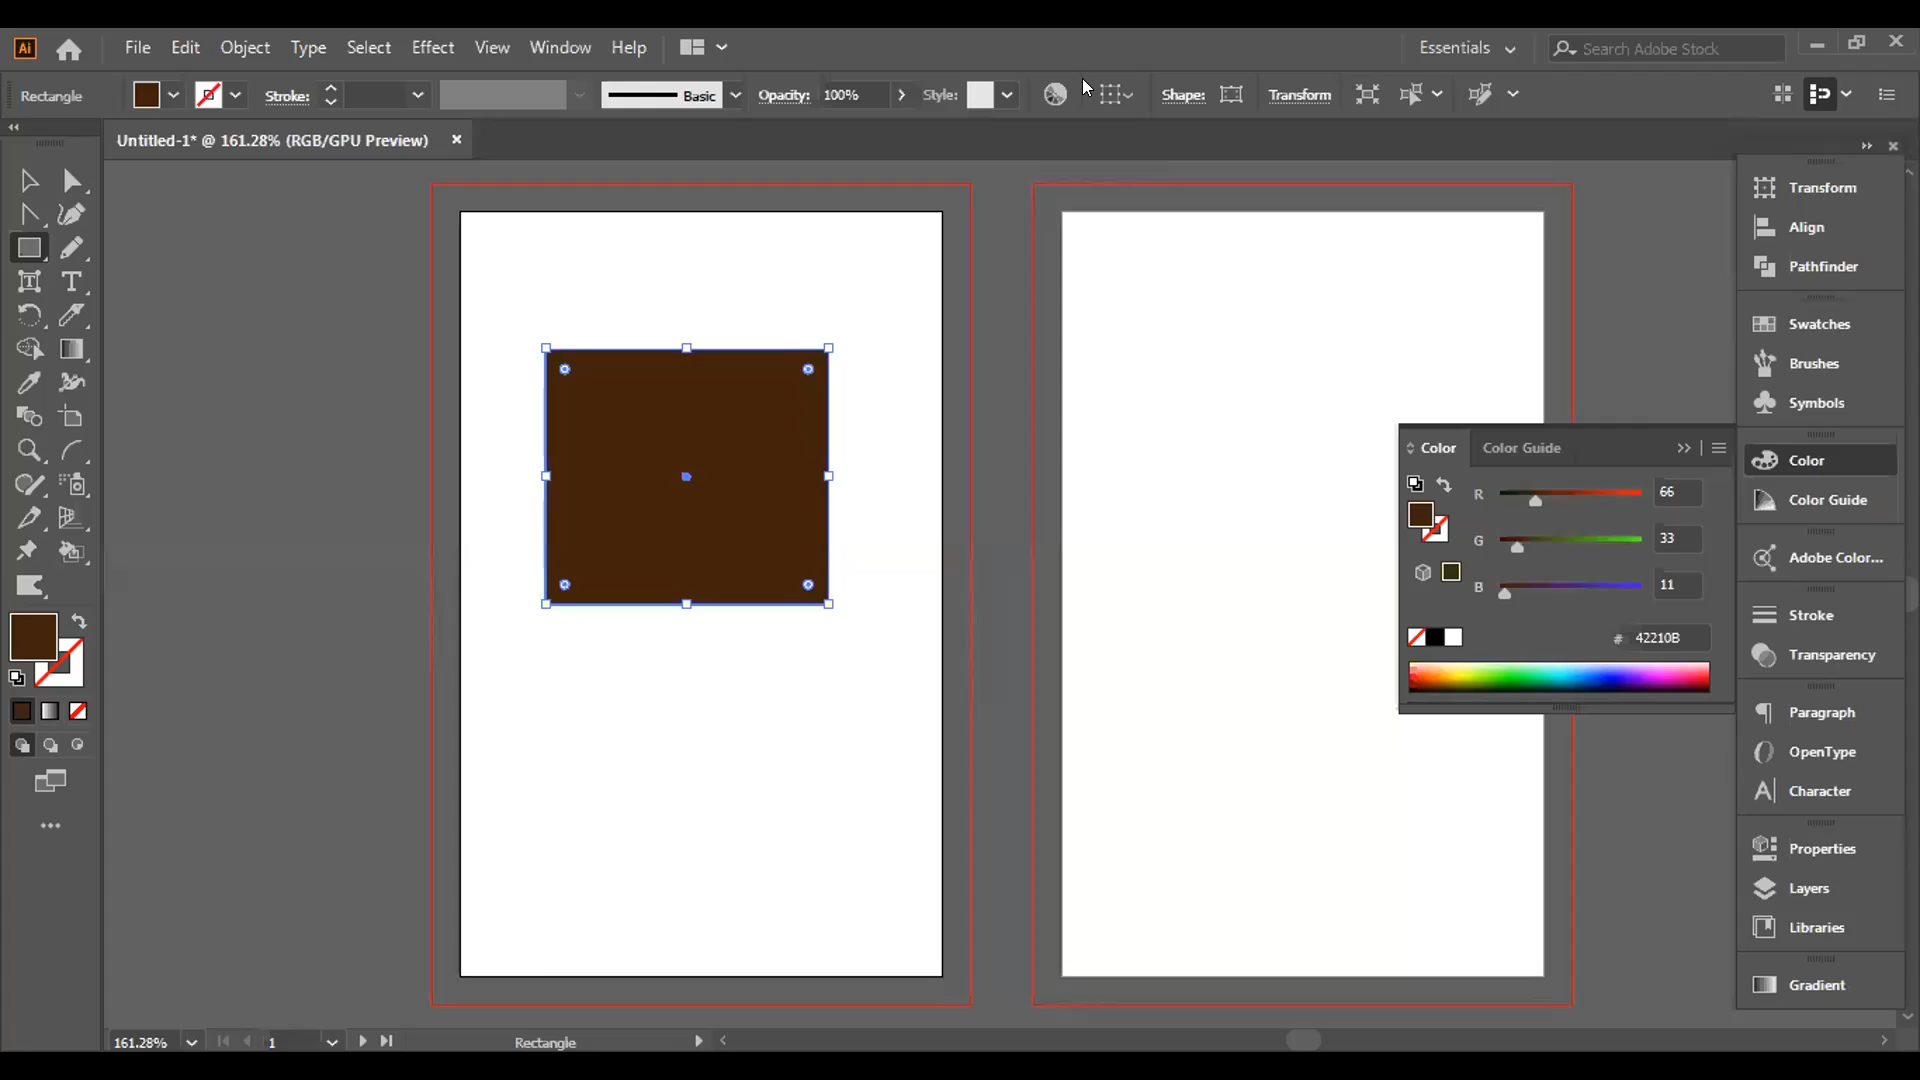 Ai File Edit Object Type Select Effect View Window Help Essentials Search Adobe Stock
Rectangle Stroke: Basic Opacity: 100% Style: Shape: Transform
Untitled-1* @ 161.28% (RGB/GPU Preview)
Transform
Align
Pathfinder
Swatches
Brushes
Symbols
Color Color Guide
R 66
G 33
B 11
# 42210B
Color
Color Guide
Adobe Color...
Stroke
Transparency
Paragraph
OpenType
Character
Properties
Layers
Libraries
Gradient
161.28% 1 Rectangle